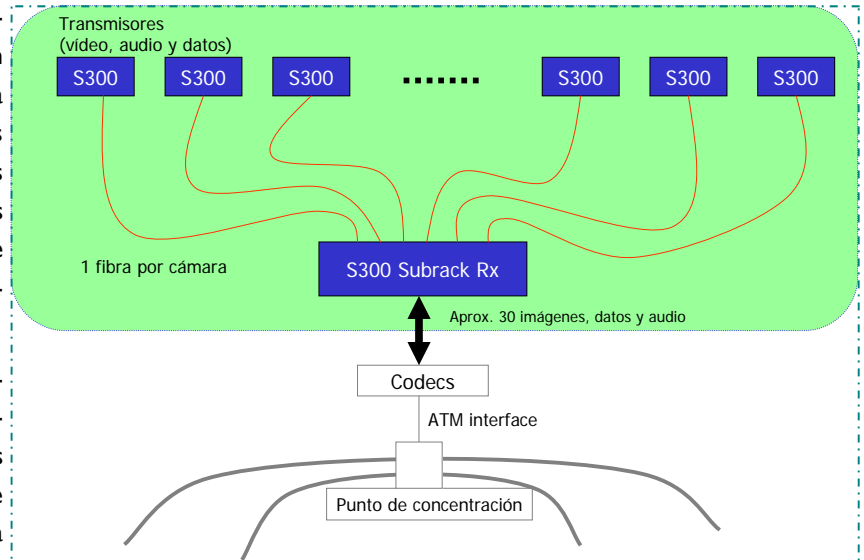 Transmisores
(vídeo, audio y datos)
S300 S300 S300 ....... S300 S300 S300
1 fibra por cámara
S300 Subrack Rx
Aprox. 30 imágenes, datos y audio
Codecs
ATM interface
Punto de concentración